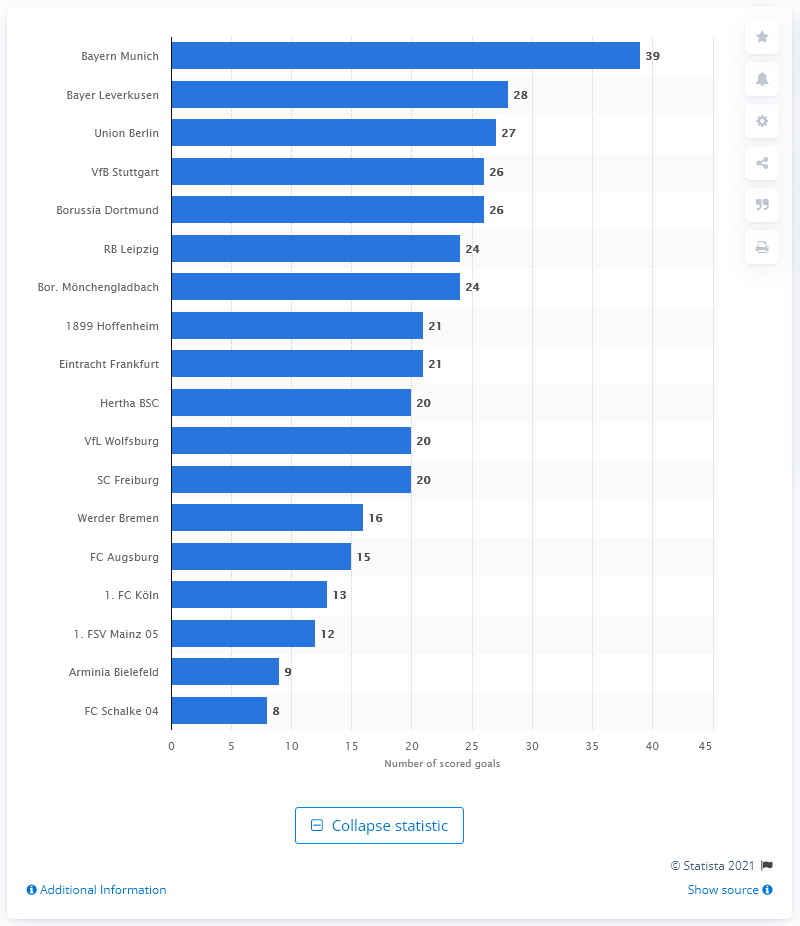 Bayern Munich 39
Bayer Leverkusen 28
Union Berlin 27
VfB Stuttgart 26
Borussia Dortmund 26
RB Leipzig 24
Bor. Mönchengladbach 24
1899 Hoffenheim 21
Eintracht Frankfurt 21
Hertha BSC 20
VfL Wolfsburg 20
SC Freiburg 20
Werder Bremen 16
FC Augsburg 15
1. FC Köln 13
1. FSV Mainz 05 12
Arminia Bielefeld 9
FC Schalke 04 8
0 5 10 15 20 25 30 35 40 45
Number of scored goals
Collapse statistic
© Statista 2021
Additional Information Show source